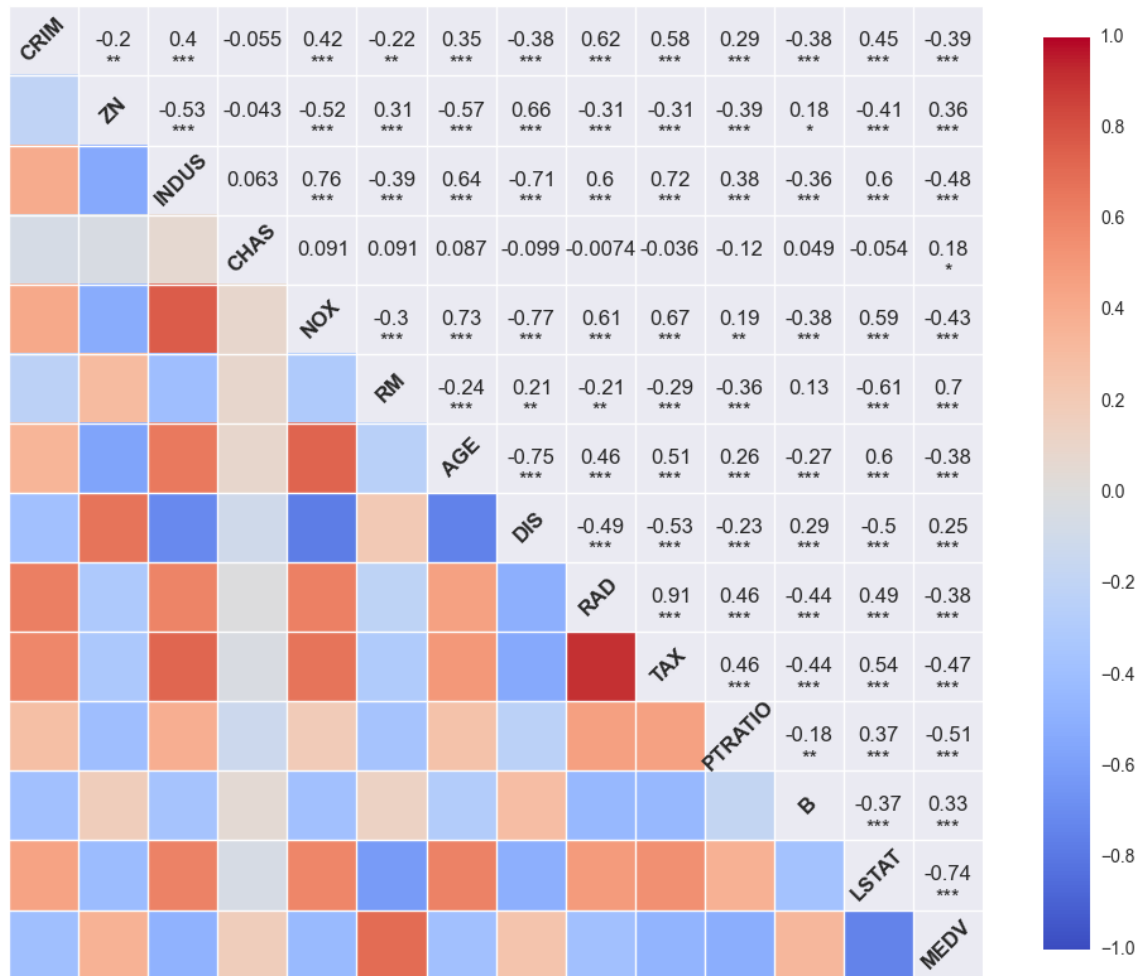 CRIM -0.2 0.4 -0.055 0.42 -0.22 0.35 -0.38 0.62 0.58 0.29 -0.38 0.45 -0.39
** *** *** ** *** *** *** *** *** *** *** ***
ZN -0.53 -0.043 -0.52 0.31 -0.57 0.66 -0.31 -0.31 -0.39 0.18 -0.41 0.36
*** *** *** *** *** *** *** *** * *** ***
INDUS 0.063 0.76 -0.39 0.64 -0.71 0.6 0.72 0.38 -0.36 0.6 -0.48
*** *** *** *** *** *** *** *** *** ***
CHAS 0.091 0.091 0.087 -0.099 -0.0074 -0.036 -0.12 0.049 -0.054 0.18
*
NOX -0.3 0.73 -0.77 0.61 0.67 0.19 -0.38 0.59 -0.43
*** *** *** *** *** ** *** *** ***
RM -0.24 0.21 -0.21 -0.29 -0.36 0.13 -0.61 0.7
*** ** ** *** *** *** ***
AGE -0.75 0.46 0.51 0.26 -0.27 0.6 -0.38
*** *** *** *** *** *** ***
DIS -0.49 -0.53 -0.23 0.29 -0.5 0.25
*** *** *** *** *** ***
RAD 0.91 0.46 -0.44 0.49 -0.38
*** *** *** *** ***
TAX 0.46 -0.44 0.54 -0.47
*** *** *** ***
PTRATIO -0.18 0.37 -0.51
** *** ***
B -0.37 0.33
*** ***
LSTAT -0.74
***
MEDV
1.0
0.8
0.6
0.4
0.2
0.0
−0.2
−0.4
−0.6
−0.8
−1.0